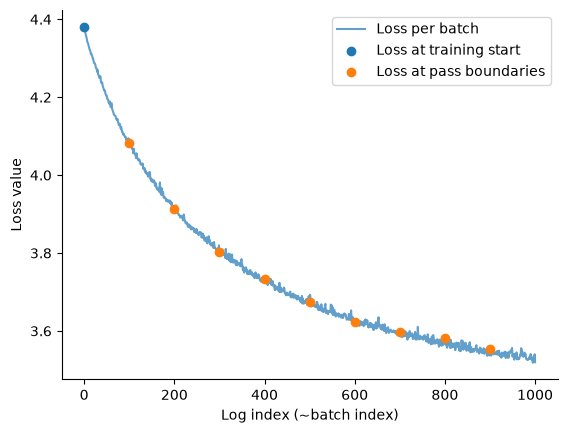 4.4
4.2
4.0
3.8
3.6
Loss value
0
200
400
600
800
1000
Log index (~batch index)
Loss per batch
Loss at training start
Loss at pass boundaries